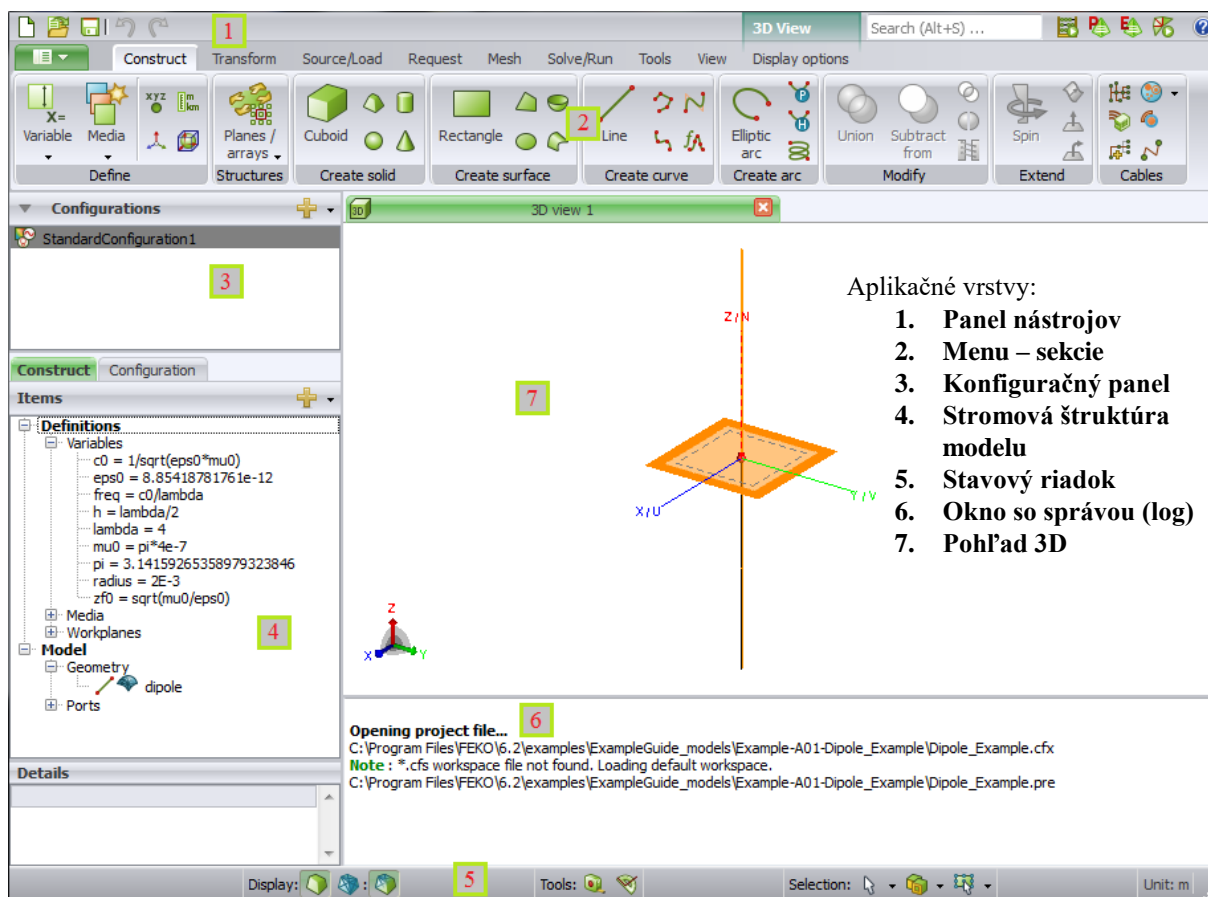 1
3D View
Search (Alt+S) ...
Construct Transform Source/Load Request Mesh Solve/Run Tools View Display options
X=
xyz
m
km
P
H
2
Variable Media Planes / arrays Cuboid Rectangle Line Elliptic arc Union Subtract from Spin
Define Structures Create solid Create surface Create curve Create arc Modify Extend Cables
Configurations
3D
3D view 1
StandardConfiguration1
3
Construct Configuration
Items
Definitions
Variables
c0 = 1/sqrt(eps0*mu0)
eps0 = 8.85418781761e-12
freq = c0/lambda
h = lambda/2
lambda = 4
mu0 = pi*4e-7
pi = 3.14159265358979323846
radius = 2E-3
zf0 = sqrt(mu0/eps0)
Media
Workplanes
4
Model
Geometry
dipole
Ports
Details
Z/N
7
X/U
Y/V
Z
X
Y
Aplikačné vrstvy:
1. Panel nástrojov
2. Menu – sekcie
3. Konfiguračný panel
4. Stromová štruktúra
modelu
5. Stavový riadok
6. Okno so správou (log)
7. Pohľad 3D
6
Opening project file...
C:\Program Files\FEKO\6.2\examples\ExampleGuide_models\Example-A01-Dipole_Example\Dipole_Example.cfx
Note : *.cfs workspace file not found. Loading default workspace.
C:\Program Files\FEKO\6.2\examples\ExampleGuide_models\Example-A01-Dipole_Example\Dipole_Example.pre
Display: : 5 Tools: Selection: Unit: m